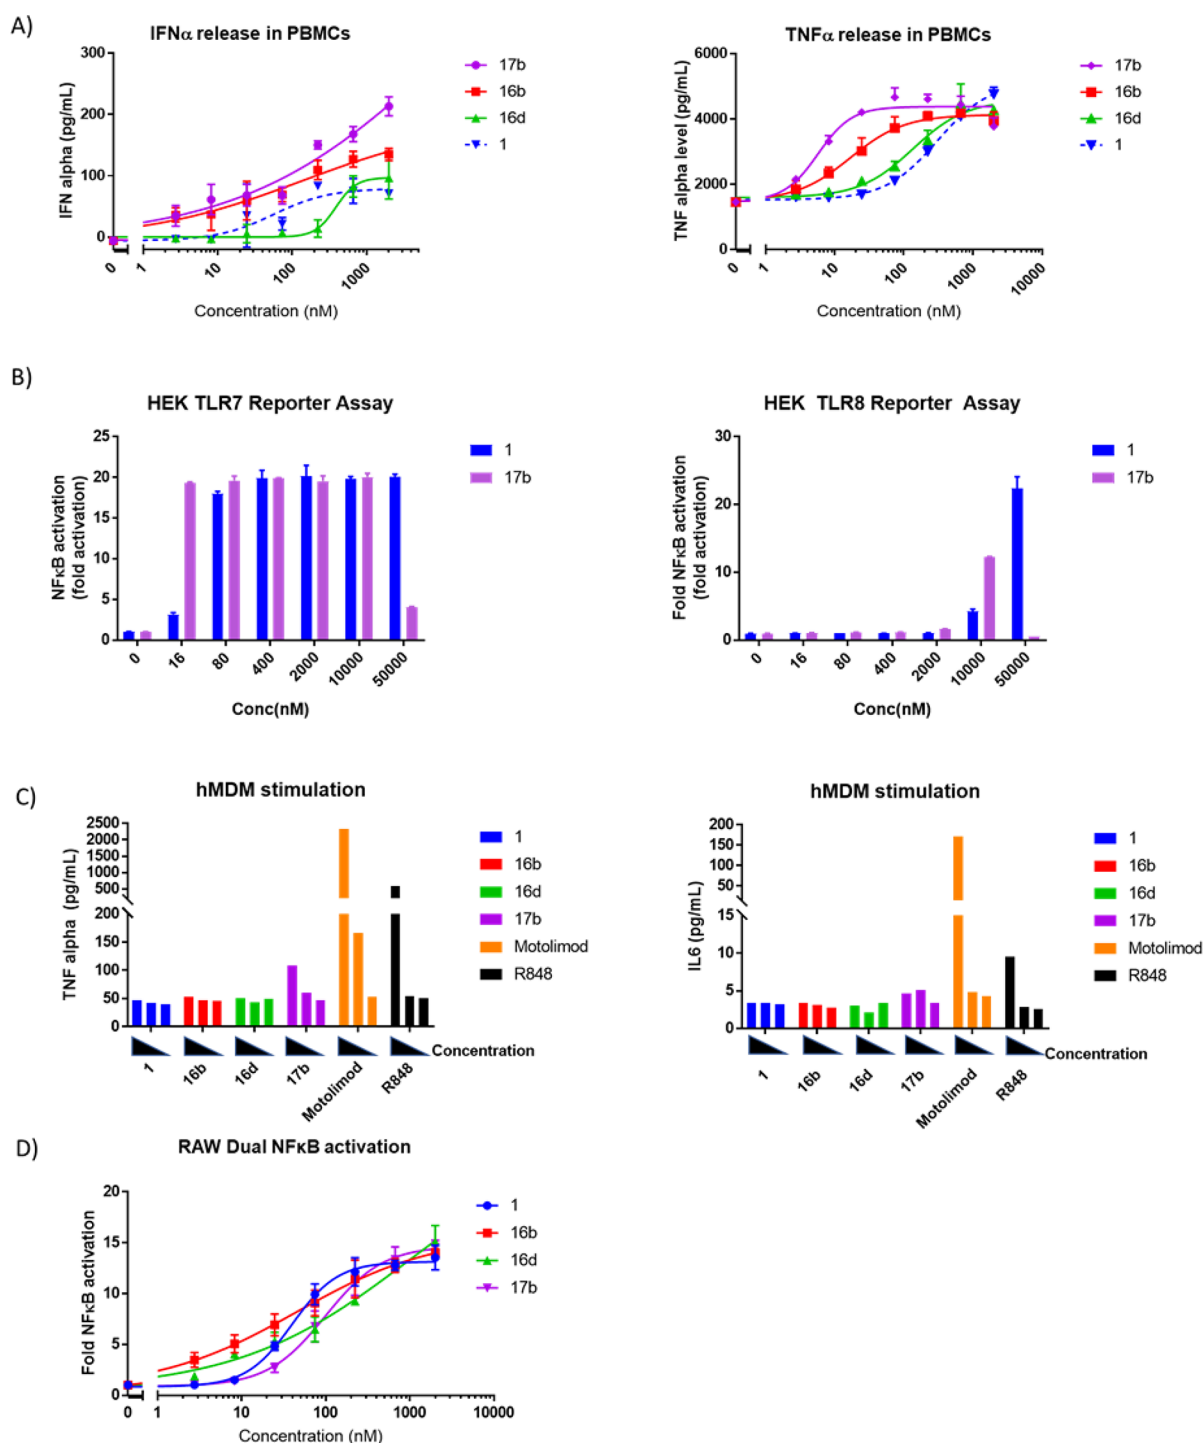 A)
IFNα release in PBMCs
IFN alpha (pg/mL)
300
200
100
0
0
1
10
100
1000
Concentration (nM)
17b
16b
16d
1
TNFα release in PBMCs
TNF alpha level (pg/mL)
6000
4000
2000
0
0
1
10
100
1000
10000
Concentration (nM)
17b
16b
16d
1
B)
HEK TLR7 Reporter Assay
NFκB activation
(fold activation)
25
20
15
10
5
0
0
16
80
400
2000
10000
50000
Conc(nM)
1
17b
HEK TLR8 Reporter Assay
Fold NFκB activation
(fold activation)
30
20
10
0
0
16
80
400
2000
10000
50000
Conc(nM)
1
17b
C)
hMDM stimulation
TNF alpha (pg/mL)
2500
2000
1500
1000
500
200
150
100
50
0
1
16b
16d
17b
Motolimod
R848
Concentration
1
16b
16d
17b
Motolimod
R848
hMDM stimulation
IL6 (pg/mL)
200
150
100
50
15
10
5
0
1
16b
16d
17b
Motolimod
R848
Concentration
1
16b
16d
17b
Motolimod
R848
D)
RAW Dual NFκB activation
Fold NFκB activation
20
15
10
5
0
0
1
10
100
1000
10000
Concentration (nM)
1
16b
16d
17b